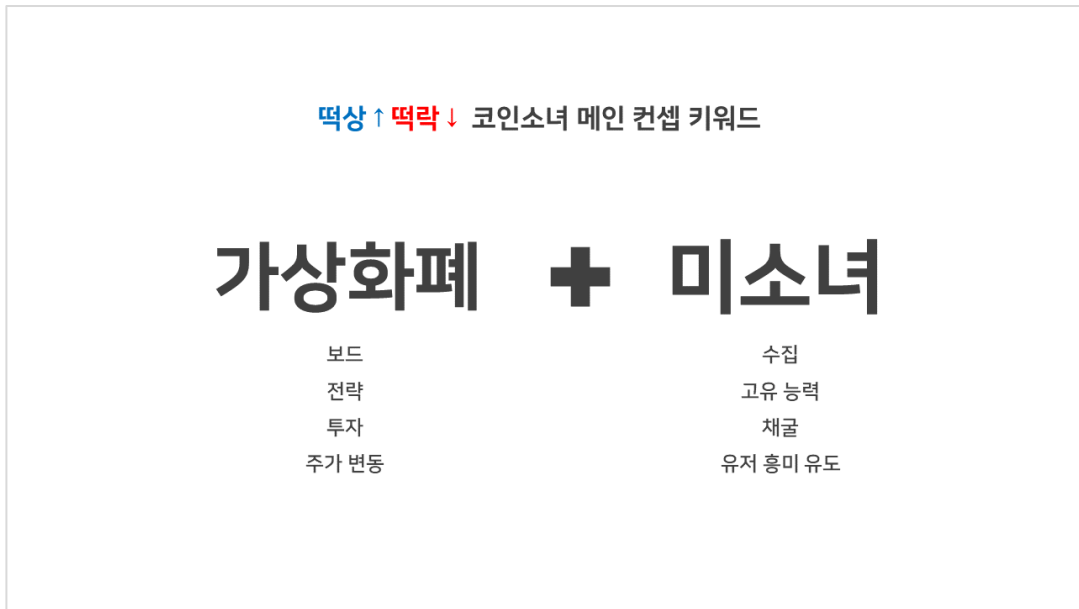 떡상↑떡락↓ 코인소녀 메인 컨셉 키워드
가상화폐 + 미소녀
보드 수집
전략 고유 능력
투자 채굴
주가 변동 유저 흥미 유도